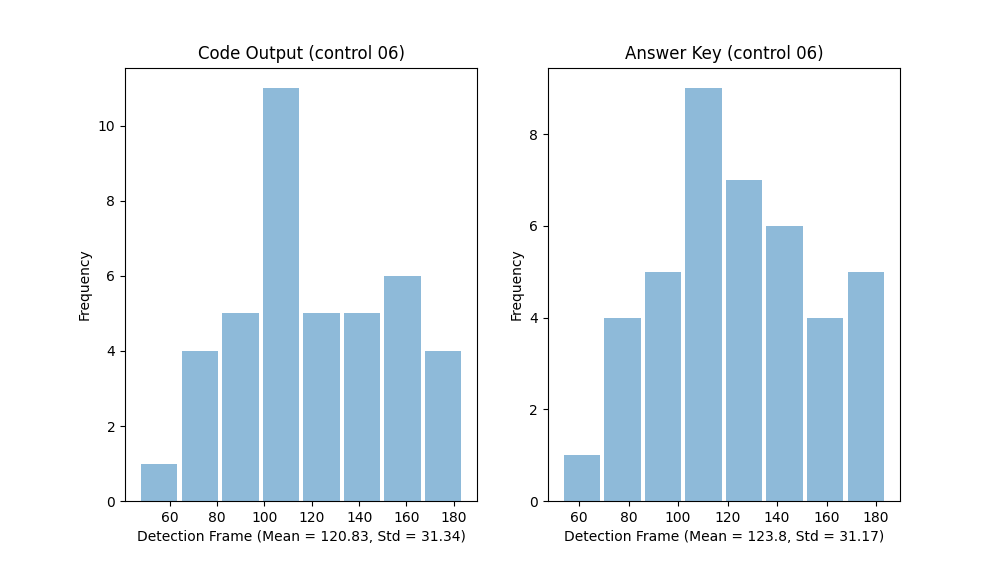 Code Output (control 06)
Frequency
0
2
4
6
8
10
60 80 100 120 140 160 180
Detection Frame (Mean = 120.83, Std = 31.34)
Answer Key (control 06)
Frequency
0
2
4
6
8
60 80 100 120 140 160 180
Detection Frame (Mean = 123.8, Std = 31.17)